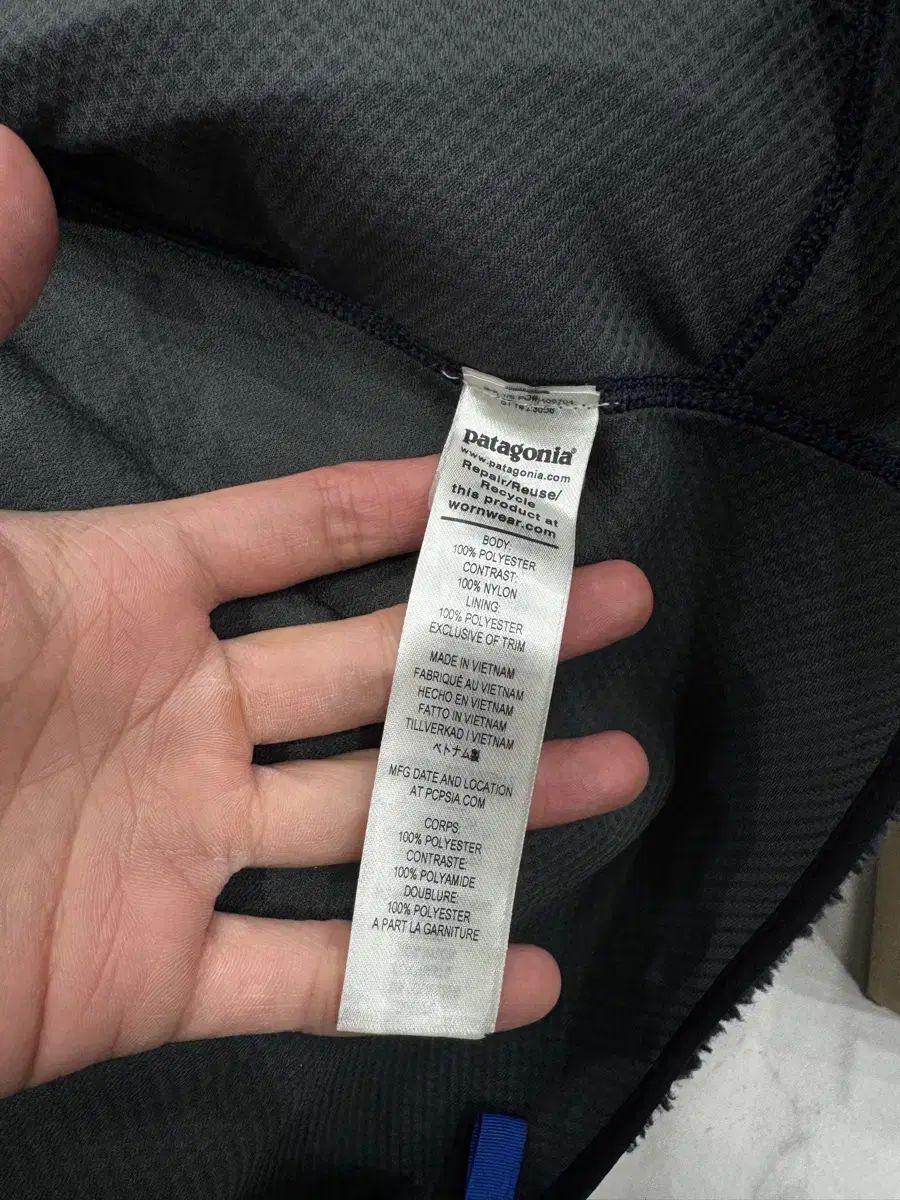 patagonia®
www.patagonia.com
Repair/Reuse/
Recycle
this product at
wornwear.com
BODY:
100% POLYESTER
CONTRAST:
100% NYLON
LINING:
100% POLYESTER
EXCLUSIVE OF TRIM
MADE IN VIETNAM
FABRIQUÉ AU VIETNAM
HECHO EN VIETNAM
FATTO IN VIETNAM
TILLVERKAD I VIETNAM
ベトナム製
MFG DATE AND LOCATION
AT PCPSIA.COM
CORPS:
100% POLYESTER
CONTRASTE:
100% POLYAMIDE
DOUBLURE:
100% POLYESTER
A PART LA GARNITURE